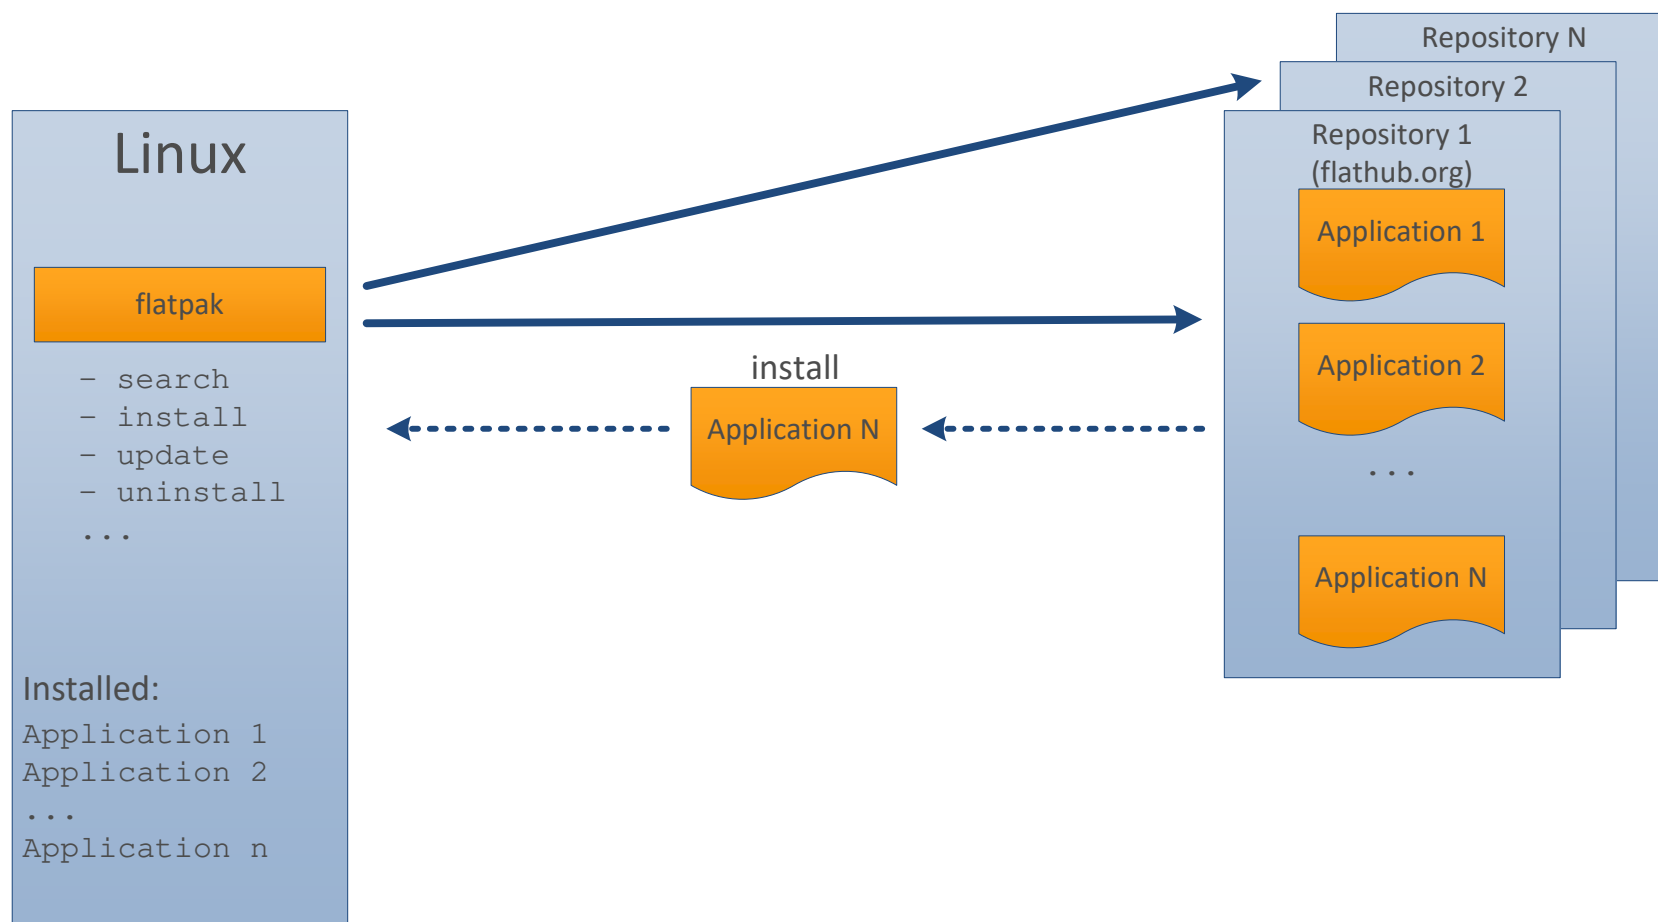 Linux
flatpak
– search
– install
– update
– uninstall
...
Installed:
Application 1
Application 2
...
Application n
install
Application N
Repository N
Repository 2
Repository 1
(flathub.org)
Application 1
Application 2
...
Application N